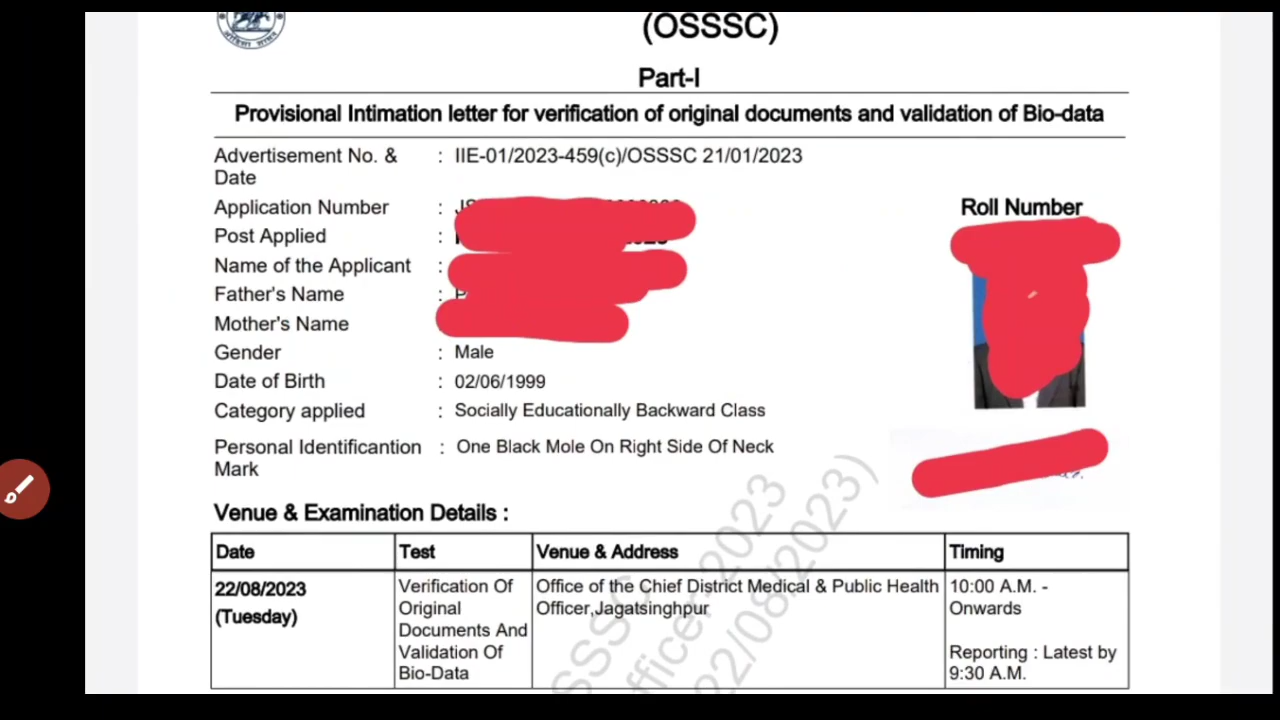 (OSSSC)
Part-I
Provisional Intimation letter for verification of original documents and validation of Bio-data
Advertisement No. & Date : IIE-01/2023-459(c)/OSSSC 21/01/2023
Application Number :
Roll Number
Post Applied :
Name of the Applicant :
Father's Name :
Mother's Name
Gender : Male
Date of Birth : 02/06/1999
Category applied : Socially Educationally Backward Class
Personal Identificantion Mark : One Black Mole On Right Side Of Neck
Venue & Examination Details :
Date Test Venue & Address Timing
22/08/2023 (Tuesday)
Verification Of
Original
Documents And
Validation Of
Bio-Data
Office of the Chief District Medical & Public Health
Officer,Jagatsinghpur
10:00 A.M. -
Onwards
Reporting : Latest by
9:30 A.M.
2023
22/08/2023)